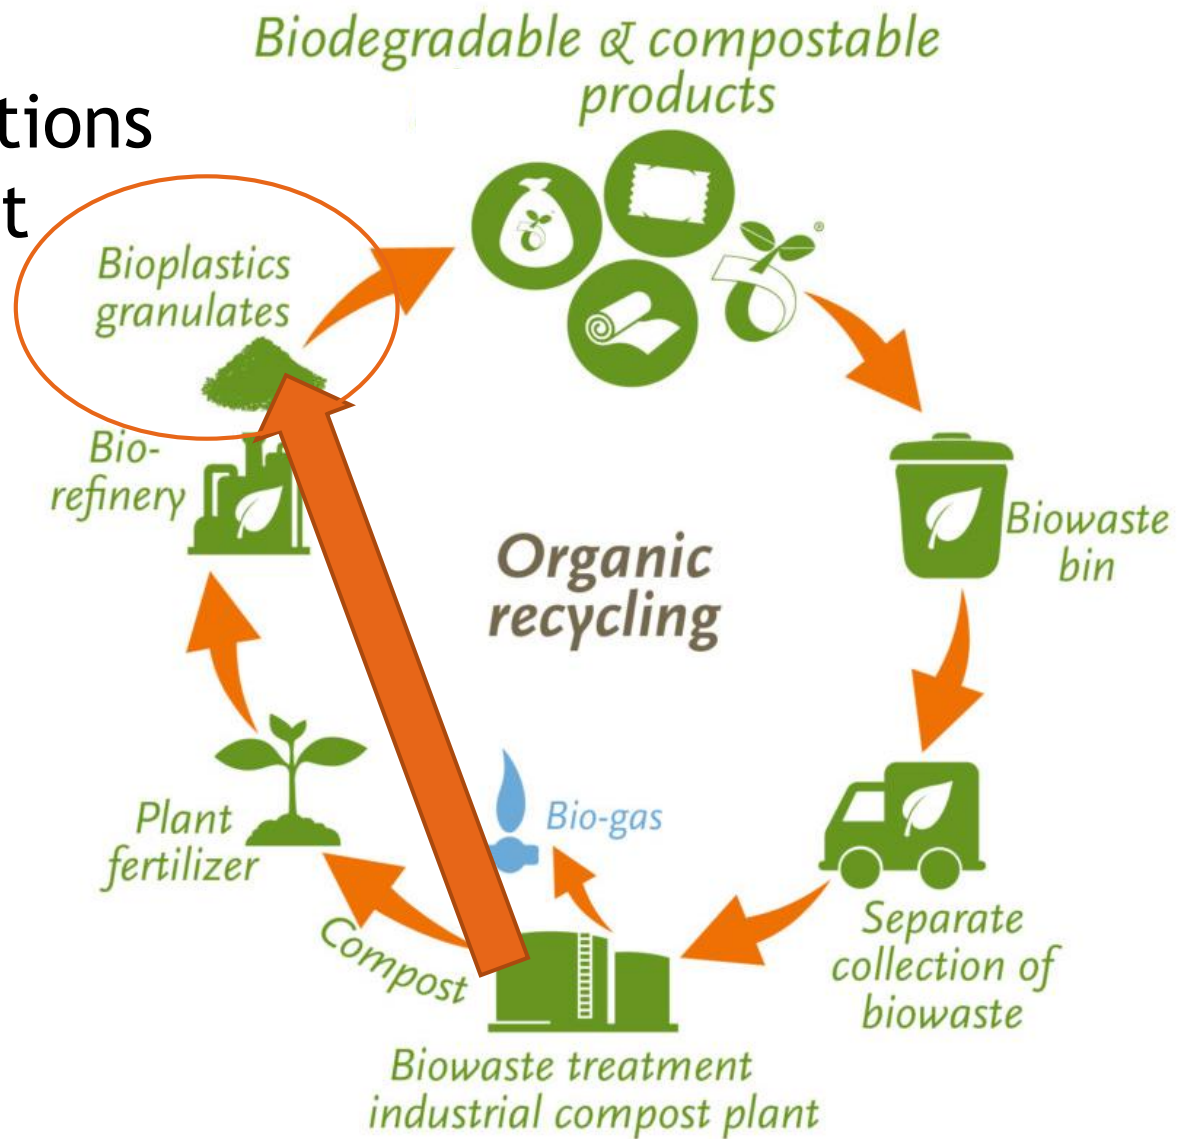 Biodegradable & compostable
products
tions
t
Bioplastics
granulates
®
Bio-
refinery
Biowaste
bin
Organic
recycling
Plant
fertilizer
Bio-gas
Compost
Separate
collection of
biowaste
Biowaste treatment
industrial compost plant